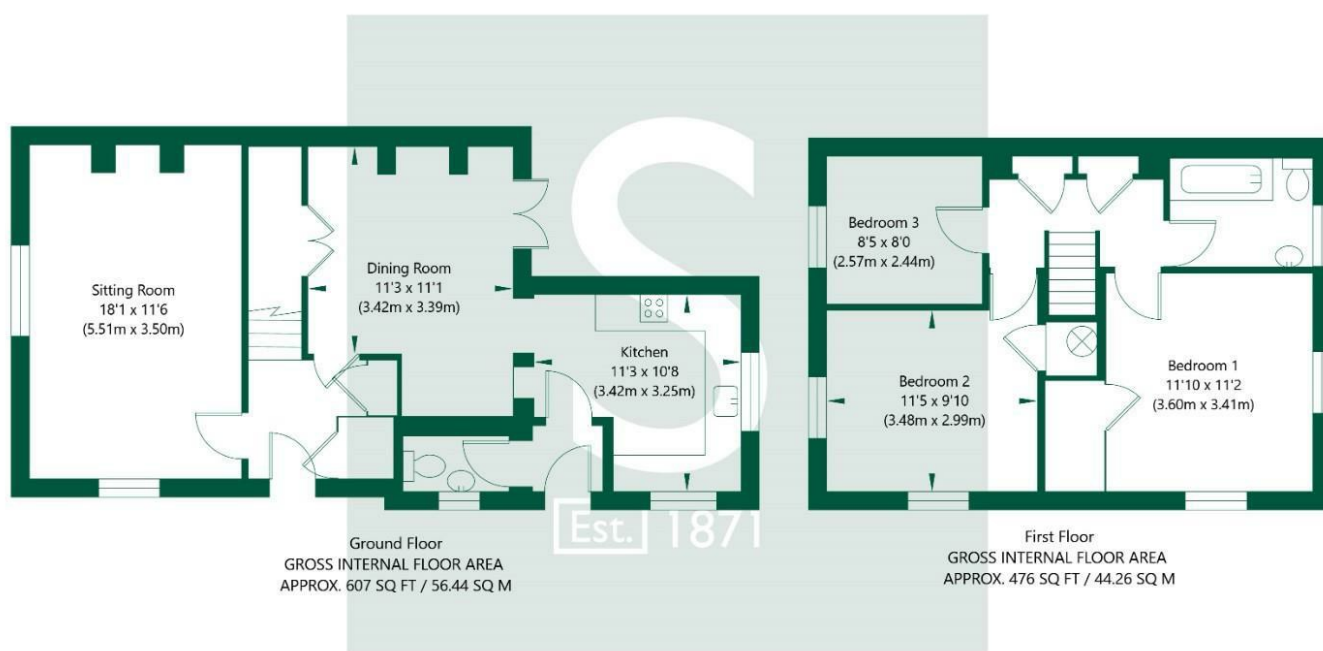 Sitting Room
18'1 x 11'6
(5.51m x 3.50m)
Dining Room
11'3 x 11'1
(3.42m x 3.39m)
Kitchen
11'3 x 10'8
(3.42m x 3.25m)
Ground Floor
GROSS INTERNAL FLOOR AREA
APPROX. 607 SQ FT / 56.44 SQ M
Bedroom 3
8'5 x 8'0
(2.57m x 2.44m)
Bedroom 2
11'5 x 9'10
(3.48m x 2.99m)
Bedroom 1
11'10 x 11'2
(3.60m x 3.41m)
First Floor
GROSS INTERNAL FLOOR AREA
APPROX. 476 SQ FT / 44.26 SQ M
S
Est. 1871